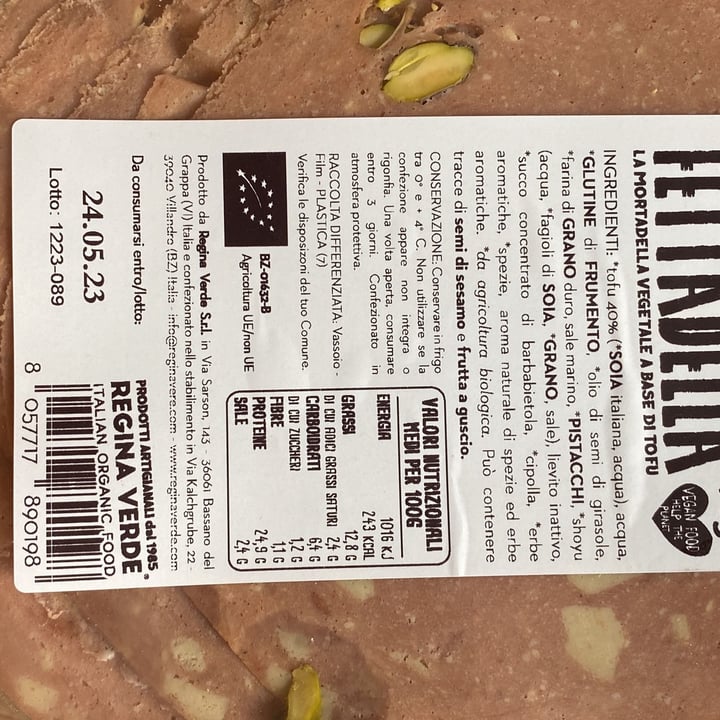 FETTADELLA
LA MORTADELLA VEGETALE A BASE DI TOFU
INGREDIENTI: *tofu 40% (*SOIA italiana, acqua), acqua,
*GLUTINE di FRUMENTO, *olio di semi di girasole,
*farina di GRANO duro, sale marino, *PISTACCHI, *shoyu
(acqua, *fagioli di SOIA, *GRANO, sale), lievito inattivo,
*succo concentrato di barbabietola, *cipolla, *erbe
aromatiche, *spezie, aroma naturale di spezie ed erbe
aromatiche. *da agricoltura biologica. Può contenere
tracce di semi di sesamo e frutta a guscio.
CONSERVAZIONE: Conservare in frigo
tra 0° e + 4° C. Non utilizzare se la
confezione appare non integra o
rigonfia. Una volta aperta, consumare
entro 3 giorni. Confezionato in
atmosfera protettiva.
RACCOLTA DIFFERENZIATA: Vassoio -
Film - PLASTICA (7)
Verifica le disposizoni del tuo Comune.
VALORI NUTRIZIONALI
MEDI PER 100G
ENERGIA 1016 KJ
243 KCAL
GRASSI 12,8 G
DI CUI ACIDI GRASSI SATURI 2,4 G
CARBOIDRATI 6,4 G
DI CUI ZUCCHERI 1,2 G
FIBRE 1,1 G
PROTEINE 24,9 G
SALE 2,4 G
BZ-01632-B
Agricoltura UE/non UE
Prodotto da Regina Verde S.r.l. in Via Sarson, 143 - 36061 Bassano del
Grappa (VI) Italia e confezionato nello stabilimento in Via Kalchgrube, 22 -
39040 Villandro (BZ) Italia - info@reginaverde.com - www.reginaverde.com
Da consumarsi entro/lotto:
24.05.23
Lotto: 1223-089
PRODOTTI ARTIGIANALI dal 1985
REGINA VERDE®
ITALIAN ORGANIC FOOD
8 057717 890198
VEGAN FOOD
HELP THE
PLANET